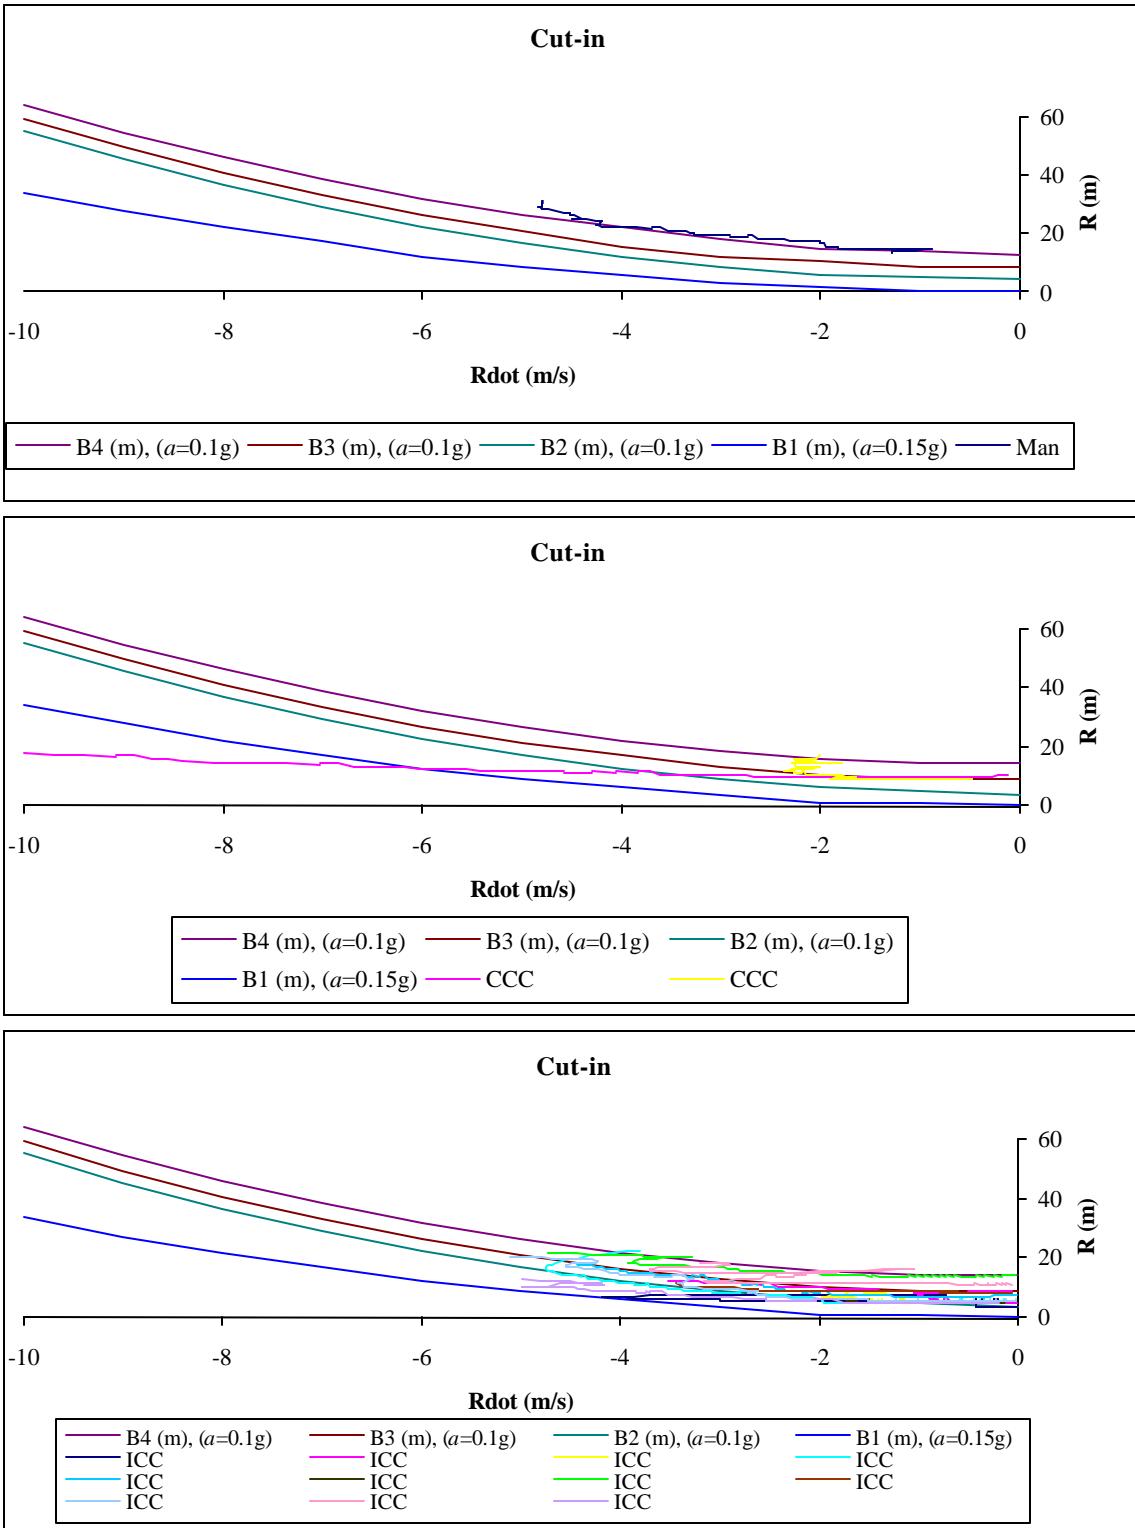 Cut-in
60
40
20
0
R (m)
-10 -8 -6 -4 -2 0
Rdot (m/s)
B4 (m), (a=0.1g) B3 (m), (a=0.1g) B2 (m), (a=0.1g) B1 (m), (a=0.15g) Man
Cut-in
60
40
20
0
R (m)
-10 -8 -6 -4 -2 0
Rdot (m/s)
B4 (m), (a=0.1g) B3 (m), (a=0.1g) B2 (m), (a=0.1g)
B1 (m), (a=0.15g) CCC CCC
Cut-in
60
40
20
0
R (m)
-10 -8 -6 -4 -2 0
Rdot (m/s)
B4 (m), (a=0.1g) B3 (m), (a=0.1g) B2 (m), (a=0.1g) B1 (m), (a=0.15g)
ICC ICC ICC ICC
ICC ICC ICC ICC
ICC ICC ICC